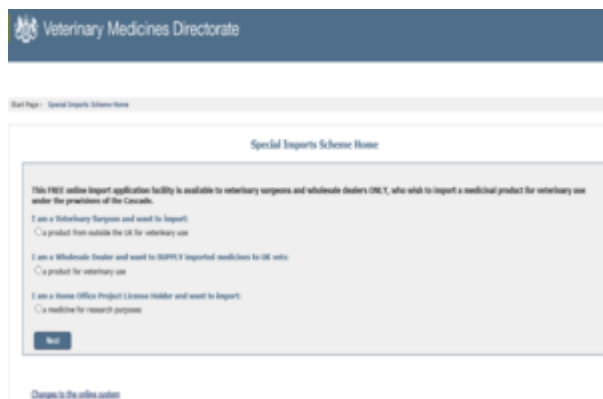 Veterinary Medicines Directorate
Start Page - Special Imports Scheme Home
Special Imports Scheme Home
This FREE online import application facility is available to veterinary surgeons and wholesale dealers ONLY, who wish to import a medicinal product for veterinary use
under the provisions of the Cascade.
I am a Veterinary Surgeon and want to import:
a product from outside the UK for veterinary use
I am a Wholesale Dealer and want to SUPPLY imported medicines to UK vets:
a product for veterinary use
I am a Home Office Project License Holder and want to import:
a medicine for research purposes
Next
Changes to the online system